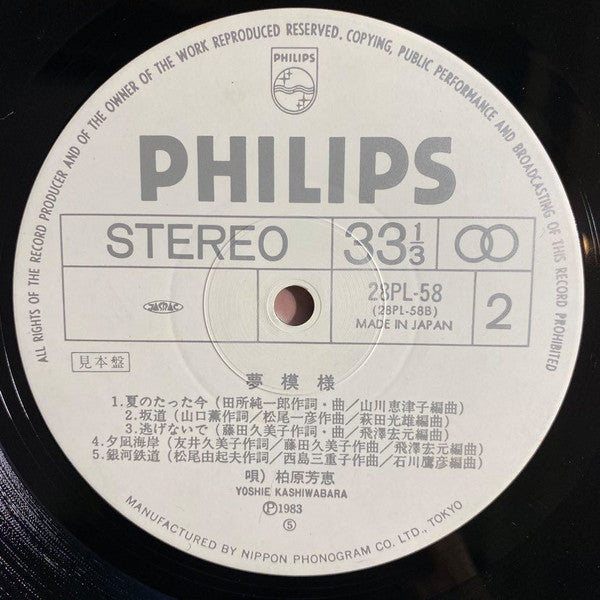 ALL RIGHTS OF THE RECORD PRODUCER AND OF THE OWNER OF THE WORK REPRODUCED RESERVED. COPYING, PUBLIC PERFORMANCE AND BROADCASTING OF THIS RECORD PROHIBITED
PHILIPS
PHILIPS
STEREO
33 1/3
JASRAC
28PL-58
(28PL-58B)
MADE IN JAPAN
2
見本盤
夢模様
1.夏のたった今(田所純一郎作詞・曲/山川恵津子編曲)
2.坂道(山口薫作詞/松尾一彦作曲/萩田光雄編曲)
3.逃げないで(藤田久美子作詞・曲/飛澤宏元編曲)
4.夕凪海岸(友井久美子作詞/藤田久美子作曲/飛澤宏元編曲)
5.銀河鉄道(松尾由起夫作詞/西島三重子作曲/石川鷹彦編曲)
唄)柏原芳恵
YOSHIE KASHIWABARA
Ⓟ1983
⑤
MANUFACTURED BY NIPPON PHONOGRAM CO. LTD., TOKYO